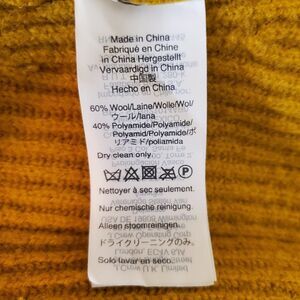 Made in China
Fabriqué en Chine
in China Hergestellt
Vervaardigd in China
中国製
Hecho en China
60% Wool/Laine/Wolle/Wol/
ウール/lana
40% Polyamide/Polyamide/
Polyamid/Polyamide/ポ
リアミド/poliamida
Dry clean only.
Nettoyer à sec seulement.
Nur chemische reinigung.
Alleen stoom reinigen.
ドライクリーニングのみ。
Solo lavar en seco.